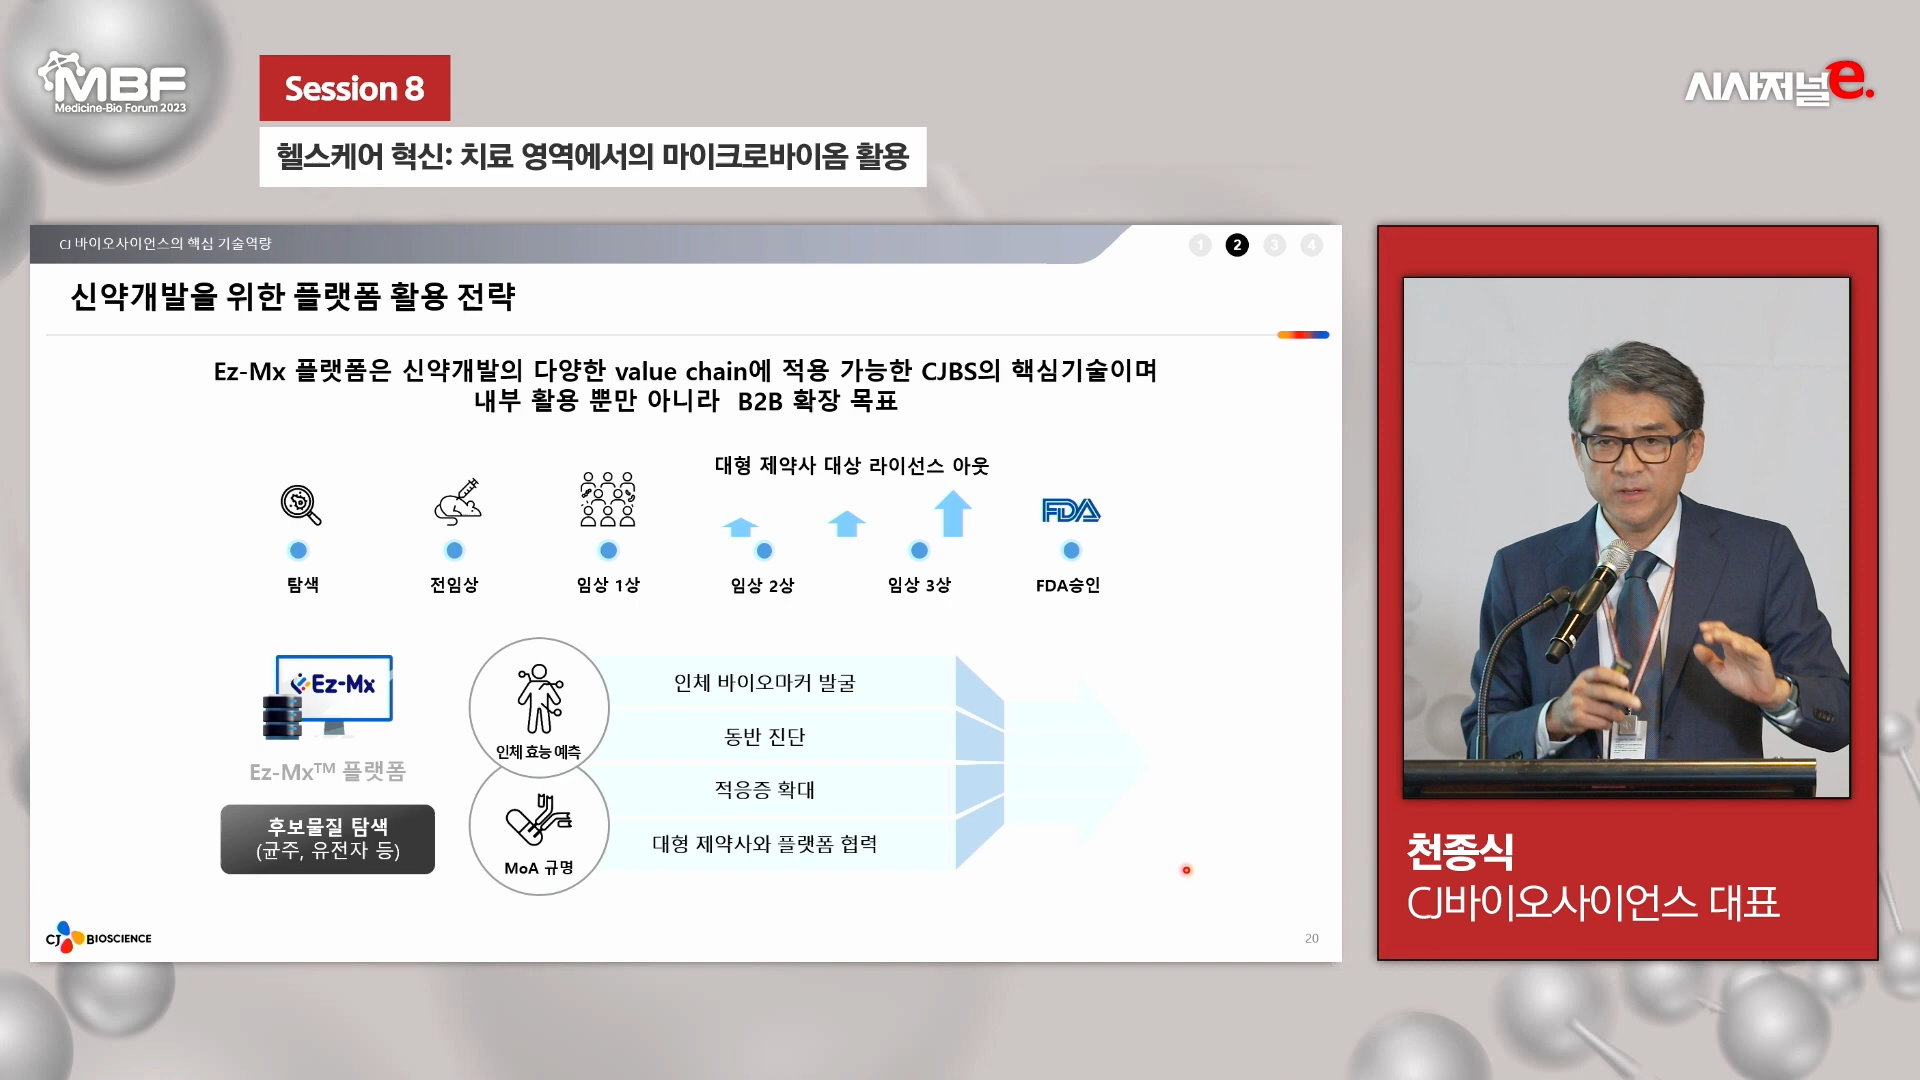 MBF
Medicine-Bio Forum 2023
Session 8
헬스케어 혁신: 치료 영역에서의 마이크로바이옴 활용
시사저널e.
CJ 바이오사이언스의 핵심 기술역량
1 2 3 4
신약개발을 위한 플랫폼 활용 전략
Ez-Mx 플랫폼은 신약개발의 다양한 value chain에 적용 가능한 CJBS의 핵심기술이며
내부 활용 뿐만 아니라 B2B 확장 목표
대형 제약사 대상 라이선스 아웃
FDA
탐색
전임상
임상 1상
임상 2상
임상 3상
FDA승인
Ez-Mx
Ez-Mx™ 플랫폼
후보물질 탐색
(균주, 유전자 등)
인체 효능 예측
MoA 규명
인체 바이오마커 발굴
동반 진단
적응증 확대
대형 제약사와 플랫폼 협력
CJ BIOSCIENCE
20
천종식
CJ바이오사이언스 대표